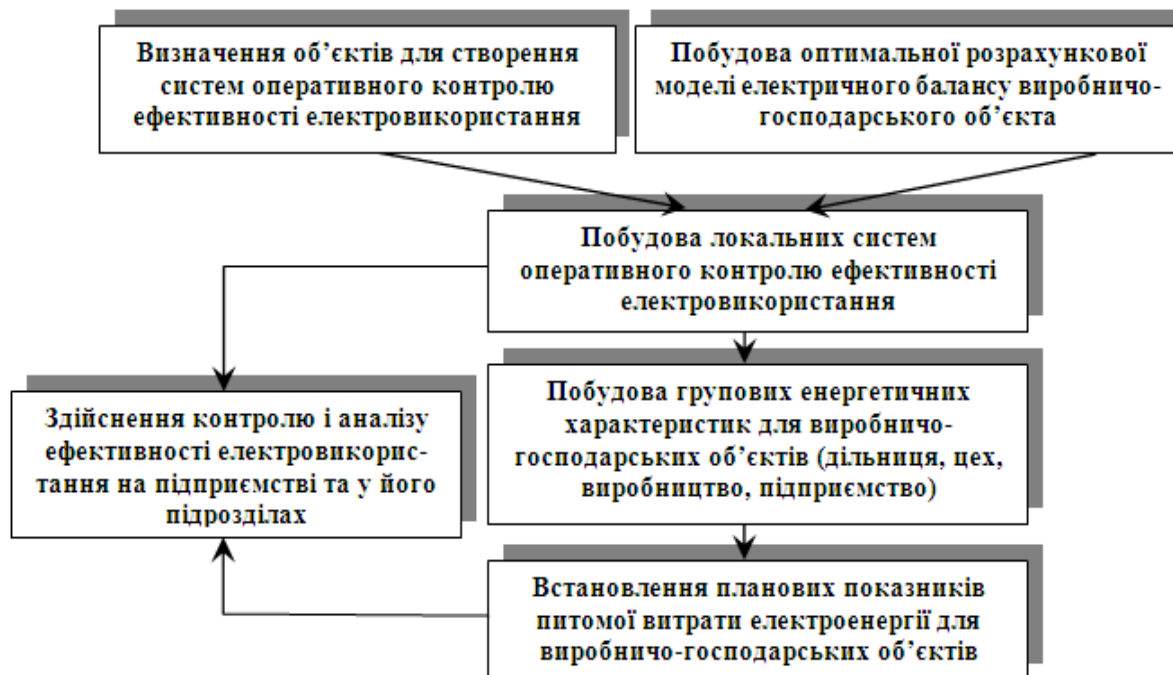 Визначення об’єктів для створення
систем оперативного контролю
ефективності електровикористання
Побудова оптимальної розрахункової
моделі електричного балансу виробничо-
господарського об’єкта
Побудова локальних систем
оперативного контролю ефективності
електровикористання
Побудова групових енергетичних
характеристик для виробничо-
господарських об’єктів (дільниця, цех,
виробництво, підприємство)
Здійснення контролю і аналізу
ефективності електровикорис-
тання на підприємстві та у його
підрозділах
Встановлення планових показників
питомої витрати електроенергії для
виробничо-господарських об’єктів